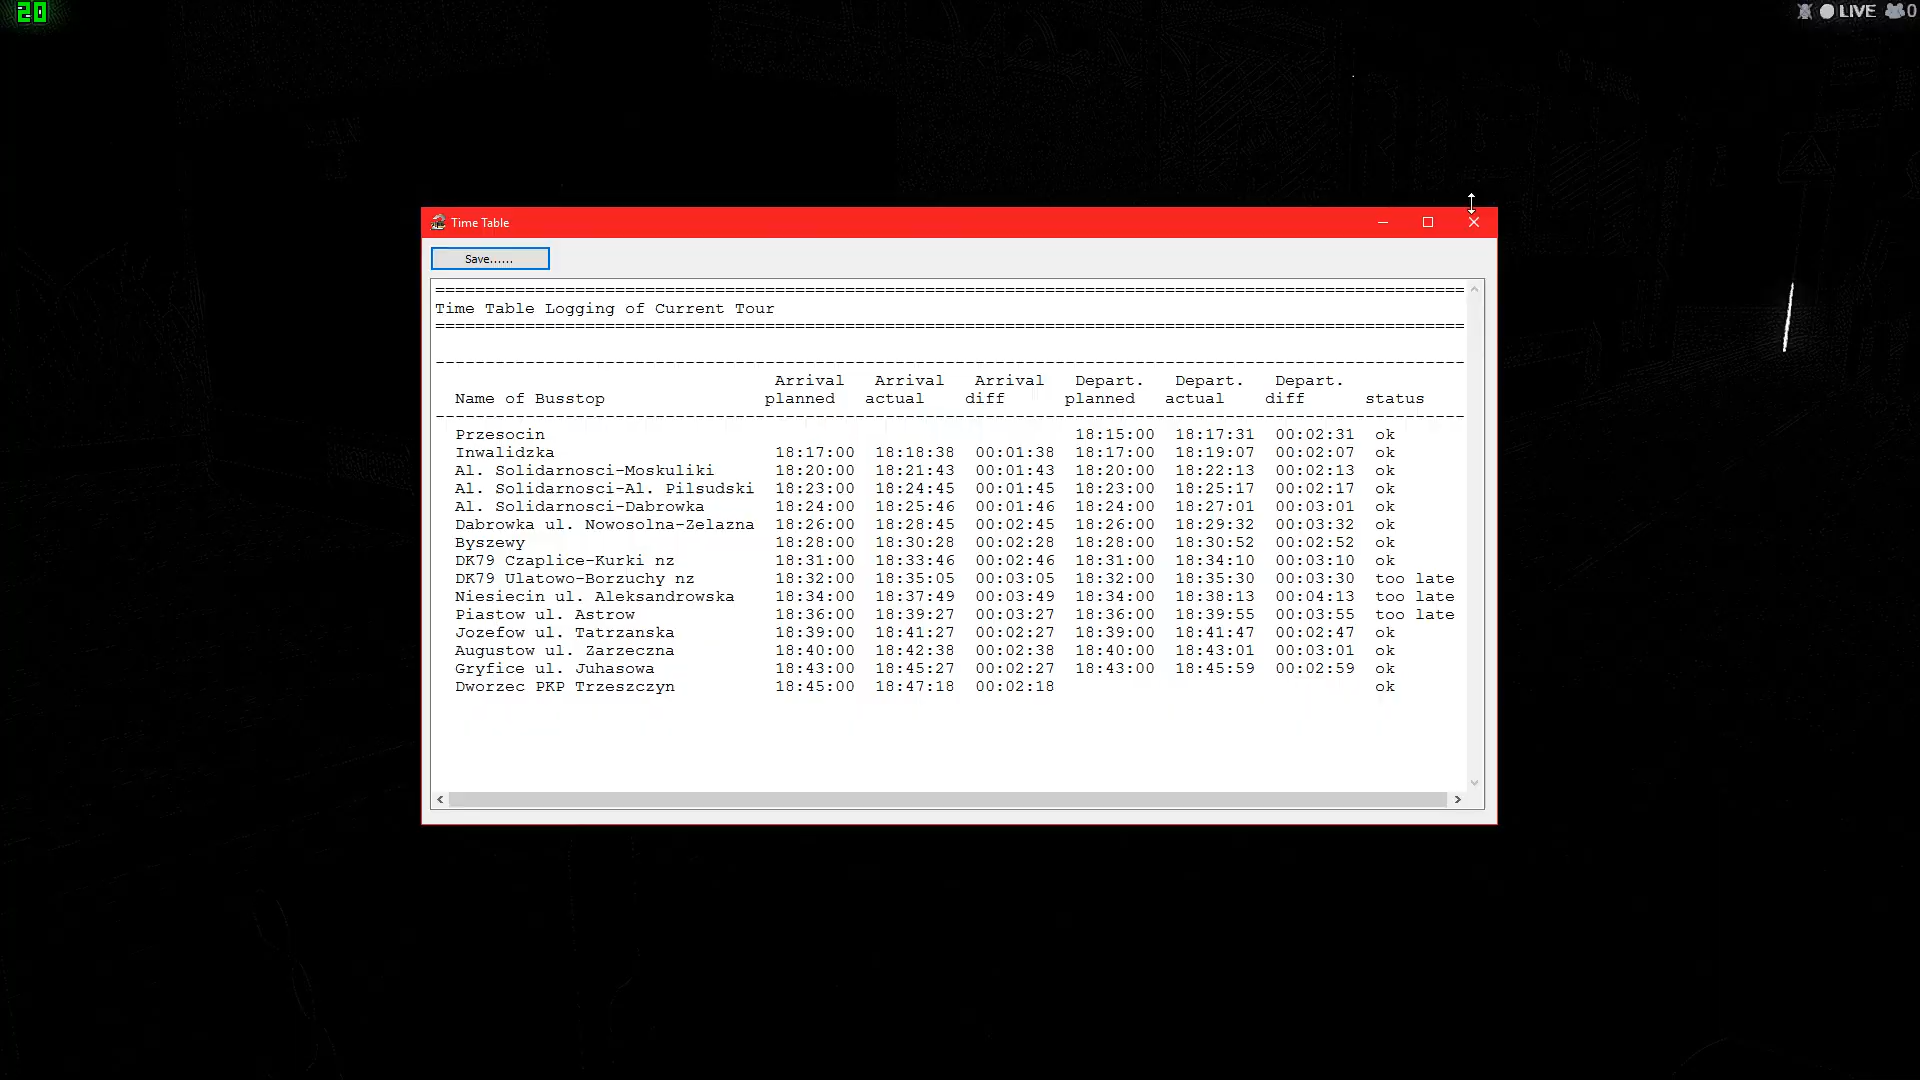 20
LIVE 0
Time Table
Save......
=======================================================================================================
Time Table Logging of Current Tour
=======================================================================================================
-------------------------------------------------------------------------------------------------------
Arrival Arrival Arrival Depart. Depart. Depart.
Name of Busstop planned actual diff planned actual diff status
-------------------------------------------------------------------------------------------------------
Przesocin 18:15:00 18:17:31 00:02:31 ok
Inwalidzka 18:17:00 18:18:38 00:01:38 18:17:00 18:19:07 00:02:07 ok
Al. Solidarnosci-Moskuliki 18:20:00 18:21:43 00:01:43 18:20:00 18:22:13 00:02:13 ok
Al. Solidarnosci-Al. Pilsudski 18:23:00 18:24:45 00:01:45 18:23:00 18:25:17 00:02:17 ok
Al. Solidarnosci-Dabrowka 18:24:00 18:25:46 00:01:46 18:24:00 18:27:01 00:03:01 ok
Dabrowka ul. Nowosolna-Zelazna 18:26:00 18:28:45 00:02:45 18:26:00 18:29:32 00:03:32 ok
Byszewy 18:28:00 18:30:28 00:02:28 18:28:00 18:30:52 00:02:52 ok
DK79 Czaplice-Kurki nz 18:31:00 18:33:46 00:02:46 18:31:00 18:34:10 00:03:10 ok
DK79 Ulatowo-Borzuchy nz 18:32:00 18:35:05 00:03:05 18:32:00 18:35:30 00:03:30 too late
Niesiecin ul. Aleksandrowska 18:34:00 18:37:49 00:03:49 18:34:00 18:38:13 00:04:13 too late
Piastow ul. Astrow 18:36:00 18:39:27 00:03:27 18:36:00 18:39:55 00:03:55 too late
Jozefow ul. Tatrzanska 18:39:00 18:41:27 00:02:27 18:39:00 18:41:47 00:02:47 ok
Augustow ul. Zarzeczna 18:40:00 18:42:38 00:02:38 18:40:00 18:43:01 00:03:01 ok
Gryfice ul. Juhasowa 18:43:00 18:45:27 00:02:27 18:43:00 18:45:59 00:02:59 ok
Dworzec PKP Trzeszczyn 18:45:00 18:47:18 00:02:18 ok